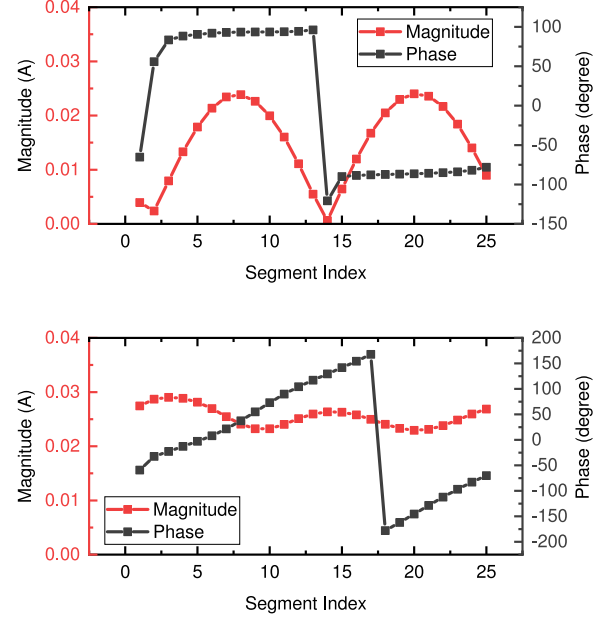 0.04
0.03
0.02
0.01
0.00
Magnitude (A)
Magnitude
Phase
100
50
0
-50
-100
-150
Phase (degree)
0 5 10 15 20 25
Segment Index
0.04
0.03
0.02
0.01
0.00
Magnitude (A)
Magnitude
Phase
200
150
100
50
0
-50
-100
-150
-200
Phase (degree)
0 5 10 15 20 25
Segment Index